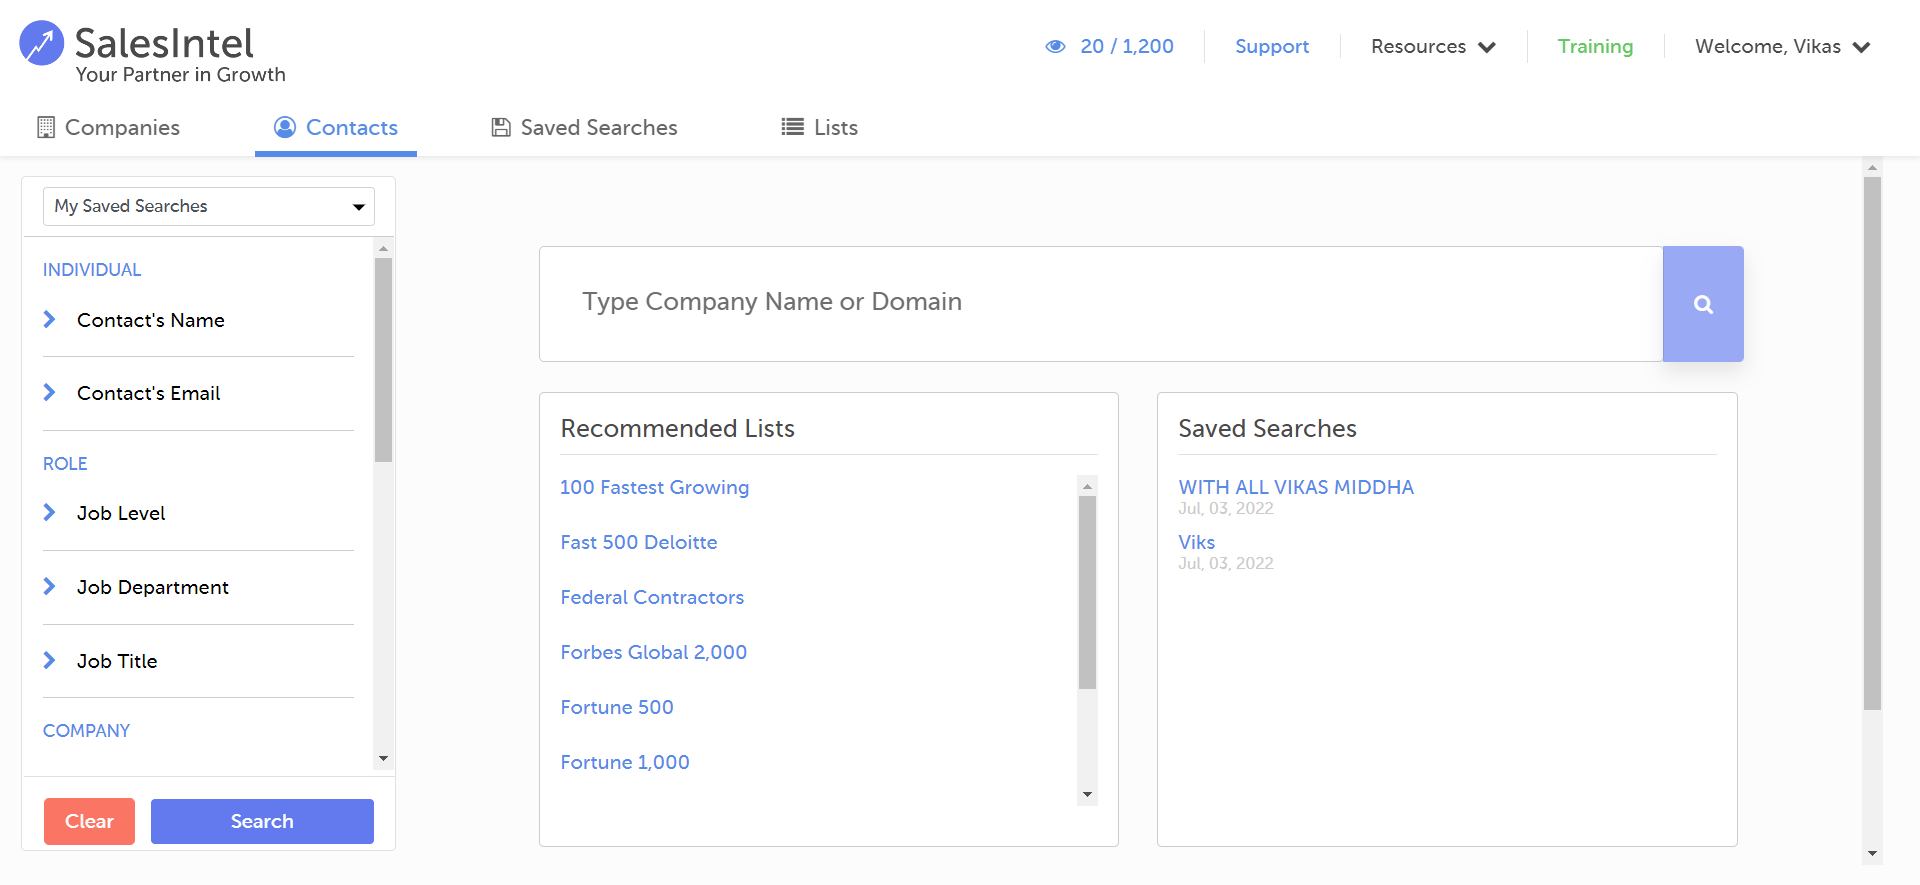 SalesIntel
Your Partner in Growth
20 / 1,200
Support
Resources
Training
Welcome, Vikas
Companies
Contacts
Saved Searches
Lists
My Saved Searches
INDIVIDUAL
Contact's Name
Contact's Email
ROLE
Job Level
Job Department
Job Title
COMPANY
Clear
Search
Type Company Name or Domain
Recommended Lists
100 Fastest Growing
Fast 500 Deloitte
Federal Contractors
Forbes Global 2,000
Fortune 500
Fortune 1,000
Saved Searches
WITH ALL VIKAS MIDDHA
Jul, 03, 2022
Viks
Jul, 03, 2022